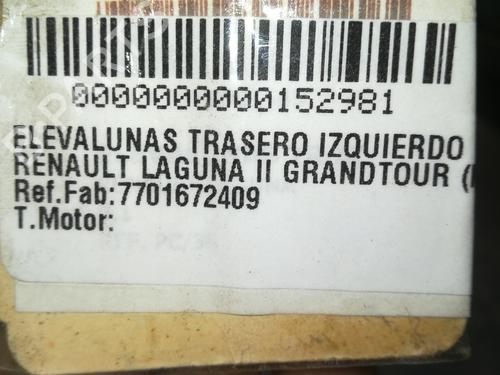 0000000000152981
ELEVALUNAS TRASERO IZQUIERDO
RENAULT LAGUNA II GRANDTOUR (
Ref.Fab:7701672409
T.Motor: